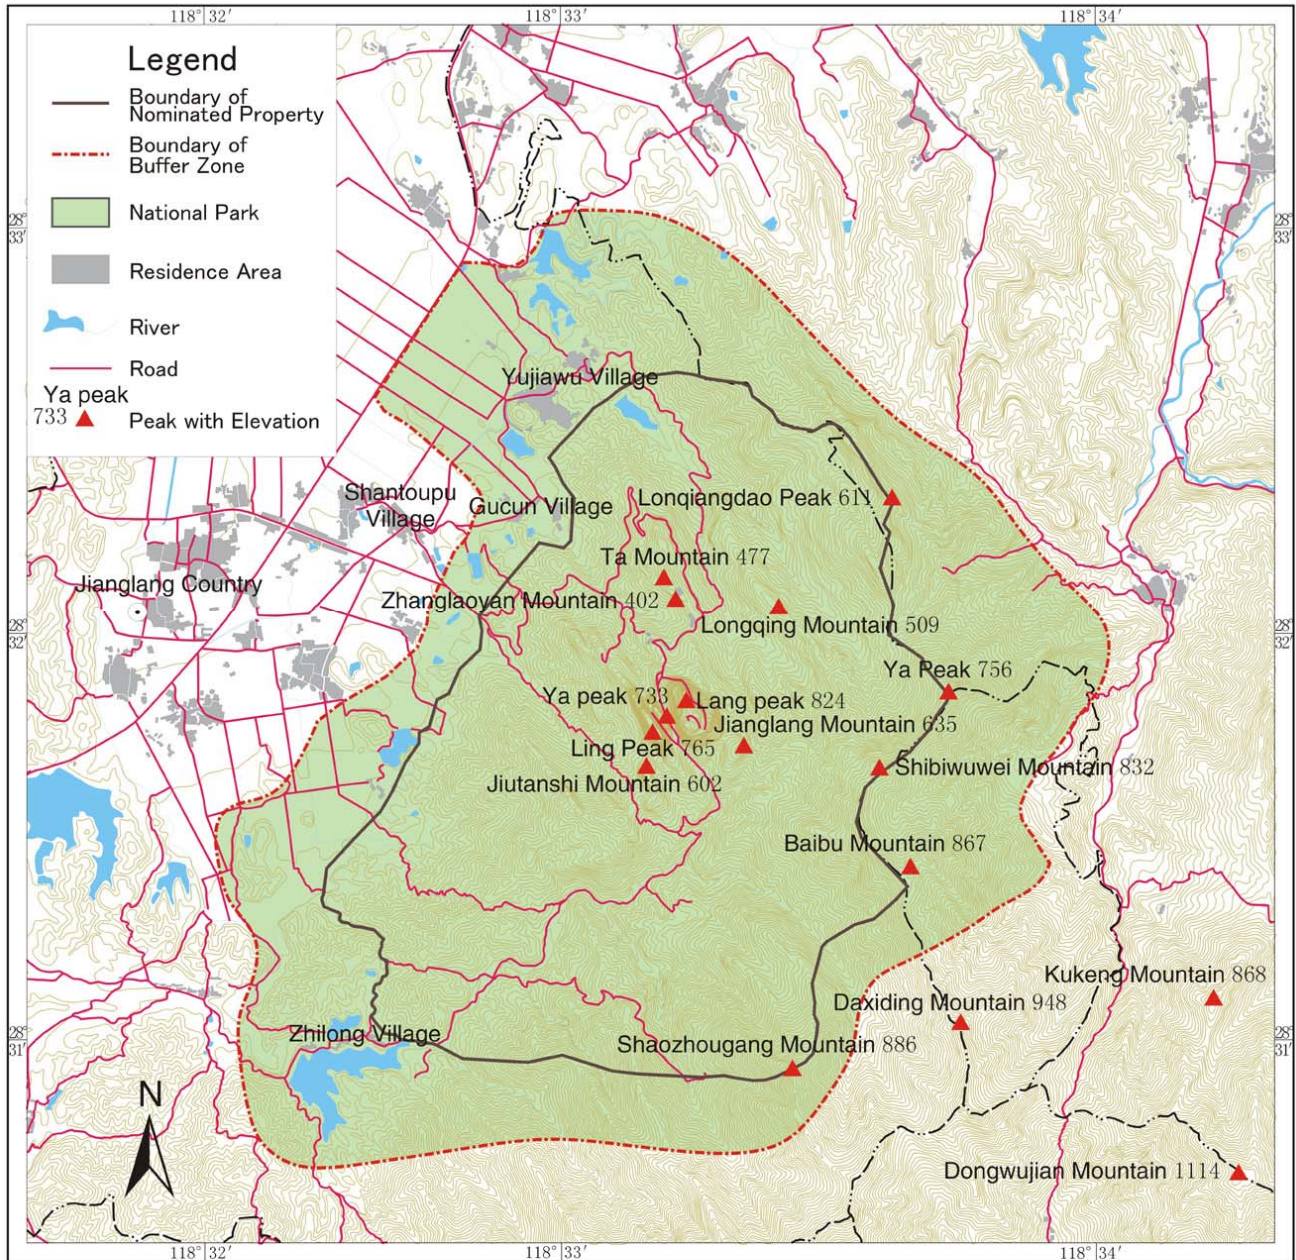 118° 32′ 118° 33′ 118° 34′
Legend
Boundary of
Nominated Property
Boundary of
Buffer Zone
National Park
Residence Area
River
Road
Ya peak
733
Peak with Elevation
28°
33′
28°
33′
Yujiawu Village
Shantoupu
Village
Gucun Village
Lonqiangdao Peak 611
Ta Mountain 477
Jianglang Country
Zhanglaoyan Mountain 402
Longqing Mountain 509
28°
32′
28°
32′
Ya Peak 756
Ya peak 733
Lang peak 824
Jianglang Mountain 635
Ling Peak 765
Shibiwuwei Mountain 832
Jiutanshi Mountain 602
Baibu Mountain 867
Kukeng Mountain 868
Daxiding Mountain 948
Zhilong Village
Shaozhougang Mountain 886
28°
31′
28°
31′
N
Dongwujian Mountain 1114
118° 32′ 118° 33′ 118° 34′